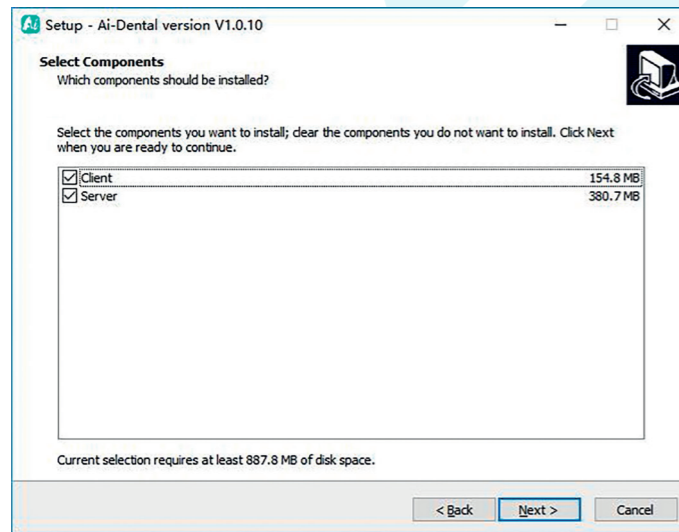 Ai Setup - Ai-Dental version V1.0.10
Select Components
Which components should be installed?
Select the components you want to install; clear the components you do not want to install. Click Next
when you are ready to continue.
Client 154.8 MB
Server 380.7 MB
Current selection requires at least 887.8 MB of disk space.
< Back Next > Cancel